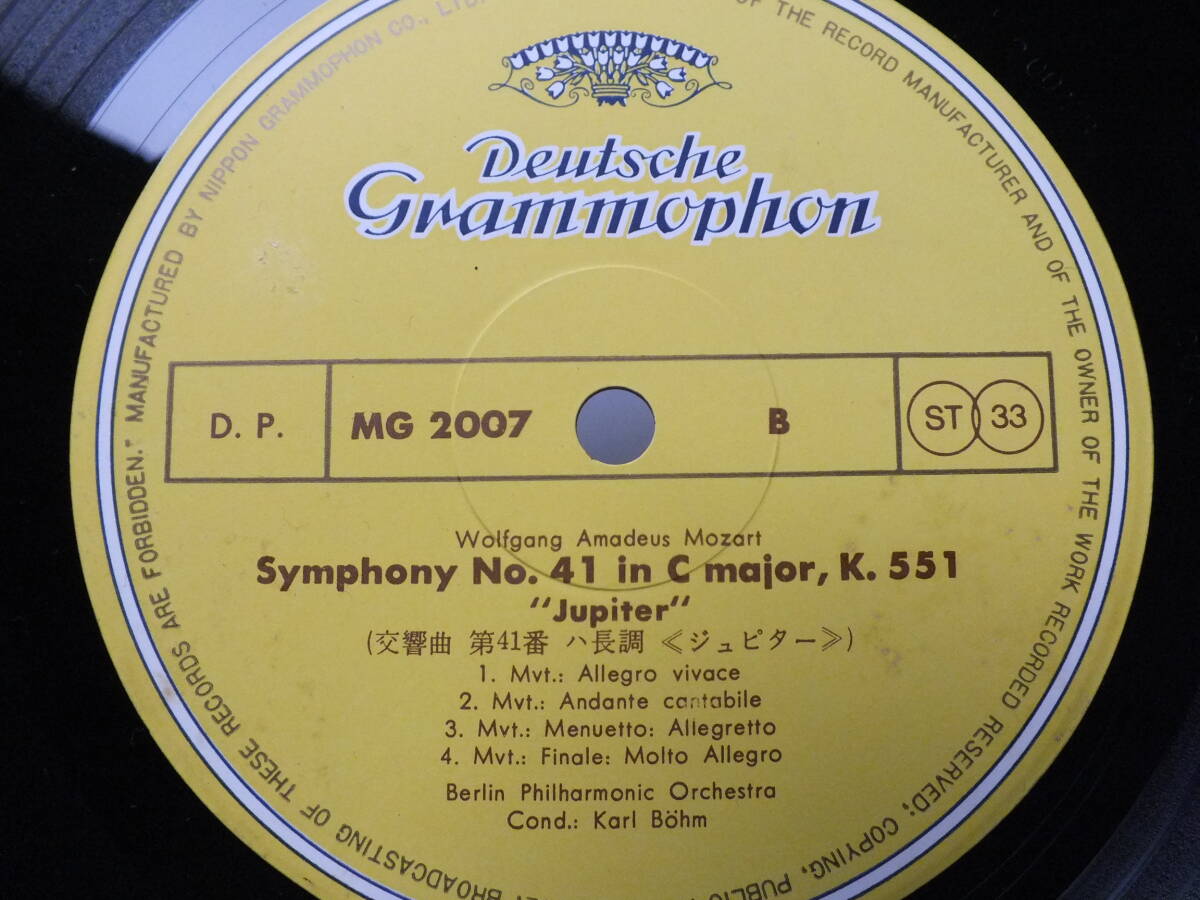 Deutsche
Grammophon
D. P.
MG 2007
B
ST 33
Wolfgang Amadeus Mozart
Symphony No. 41 in C major, K. 551
"Jupiter"
(交響曲 第41番 ハ長調 《ジュピター》)
1. Mvt.: Allegro vivace
2. Mvt.: Andante cantabile
3. Mvt.: Menuetto: Allegretto
4. Mvt.: Finale: Molto Allegro
Berlin Philharmonic Orchestra
Cond.: Karl Böhm
OF THE RECORD MANUFACTURER AND OF THE OWNER OF THE WORK RECORDED RESERVED; COPYING, PUBLIC
BROADCASTING OF THESE RECORDS ARE FORBIDDEN." MANUFACTURED BY NIPPON GRAMMOPHON CO., LTD.